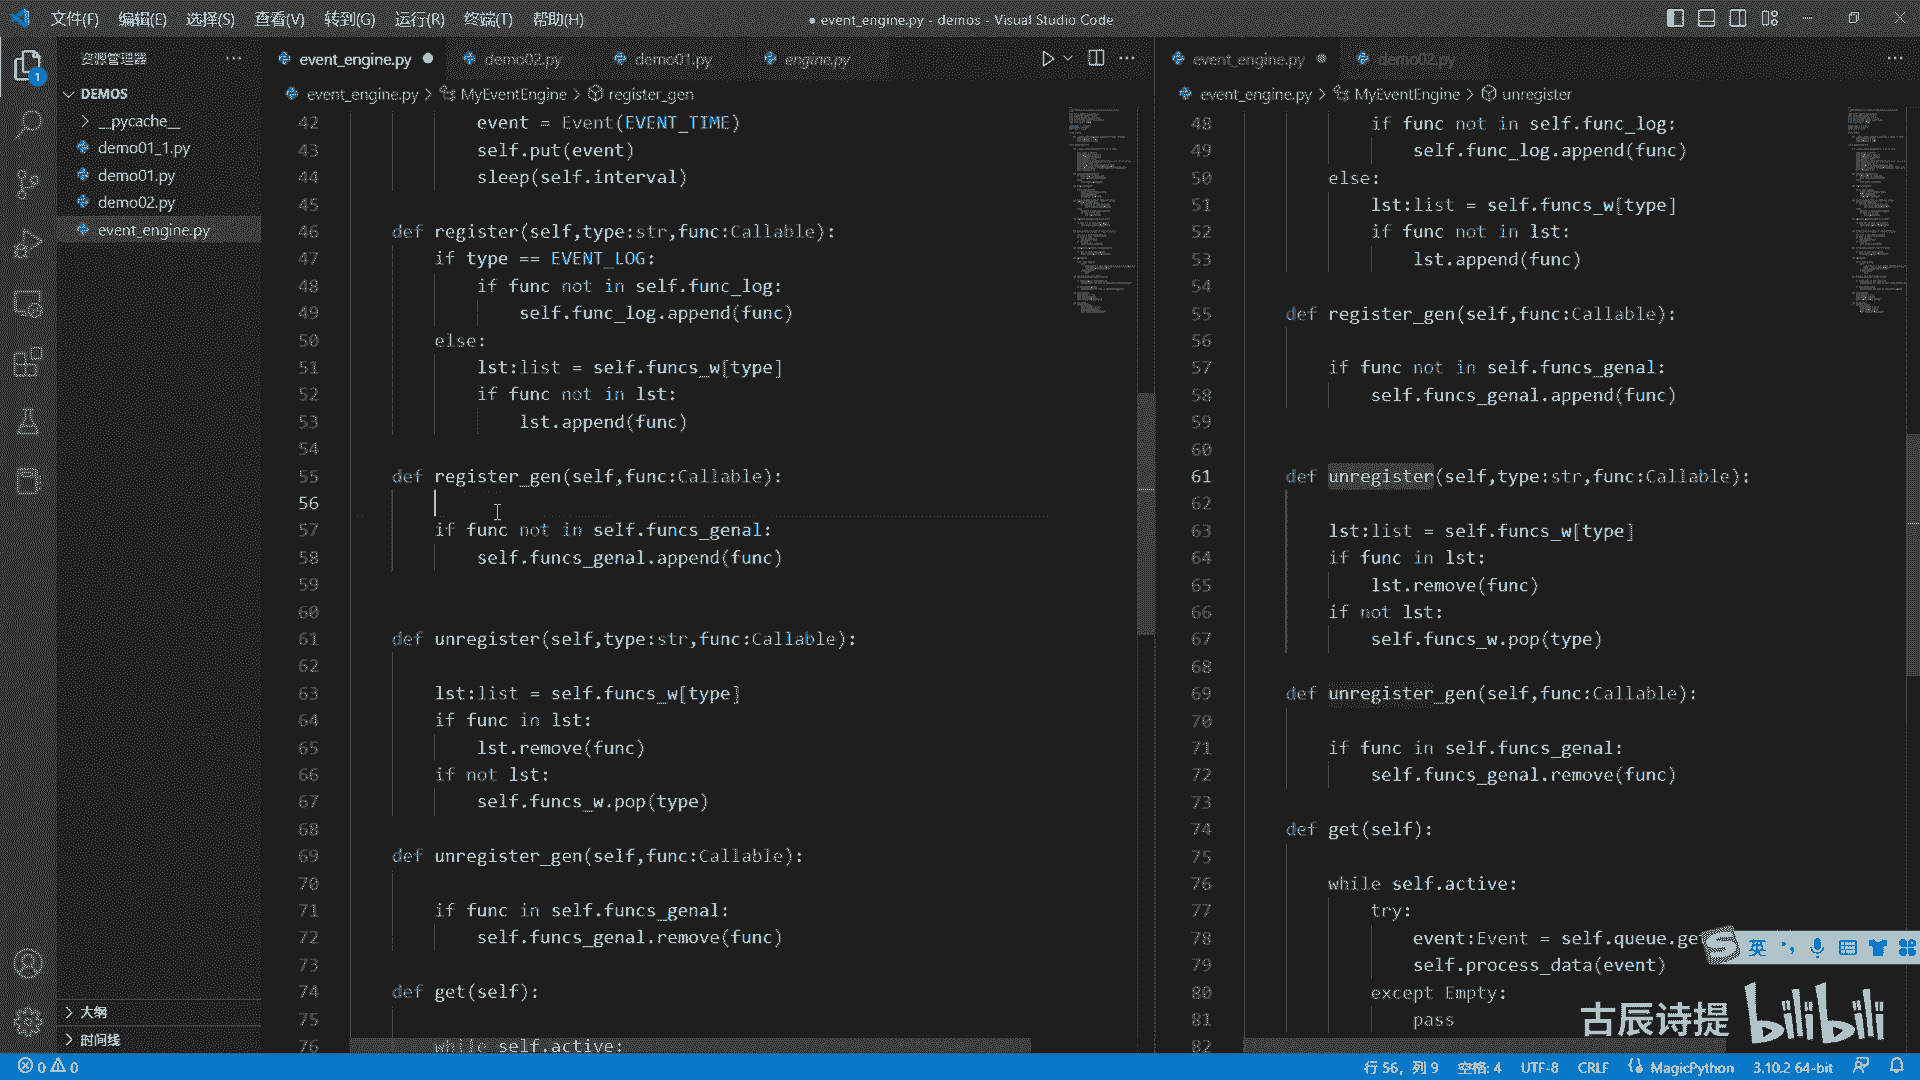 文件(F) 编辑(E) 选择(S) 查看(V) 转到(G) 运行(R) 终端(T) 帮助(H) ● event_engine.py - demos - Visual Studio Code
资源管理器 ···
DEMOS
__pycache__
demo01_1.py
demo01.py
demo02.py
event_engine.py
大纲
时间线
1
event_engine.py demo02.py demo01.py engine.py
event_engine.py > MyEventEngine > register_gen
42 event = Event(EVENT_TIME)
43 self.put(event)
44 sleep(self.interval)
45
46 def register(self,type:str,func:Callable):
47 if type == EVENT_LOG:
48 if func not in self.func_log:
49 self.func_log.append(func)
50 else:
51 lst:list = self.funcs_w[type]
52 if func not in lst:
53 lst.append(func)
54
55 def register_gen(self,func:Callable):
56
57 if func not in self.funcs_genal:
58 self.funcs_genal.append(func)
59
60
61 def unregister(self,type:str,func:Callable):
62
63 lst:list = self.funcs_w[type]
64 if func in lst:
65 lst.remove(func)
66 if not lst:
67 self.funcs_w.pop(type)
68
69 def unregister_gen(self,func:Callable):
70
71 if func in self.funcs_genal:
72 self.funcs_genal.remove(func)
73
74 def get(self):
75
76 while self.active:
event_engine.py demo02.py
event_engine.py > MyEventEngine > unregister
48 if func not in self.func_log:
49 self.func_log.append(func)
50 else:
51 lst:list = self.funcs_w[type]
52 if func not in lst:
53 lst.append(func)
54
55 def register_gen(self,func:Callable):
56
57 if func not in self.funcs_genal:
58 self.funcs_genal.append(func)
59
60
61 def unregister(self,type:str,func:Callable):
62
63 lst:list = self.funcs_w[type]
64 if func in lst:
65 lst.remove(func)
66 if not lst:
67 self.funcs_w.pop(type)
68
69 def unregister_gen(self,func:Callable):
70
71 if func in self.funcs_genal:
72 self.funcs_genal.remove(func)
73
74 def get(self):
75
76 while self.active:
77 try:
78 event:Event = self.queue.ge
79 self.process_data(event)
80 except Empty:
81 pass
82
英
古辰诗提 bilibili
0 0 行 56, 列 9 空格: 4 UTF-8 CRLF MagicPython 3.10.2 64-bit